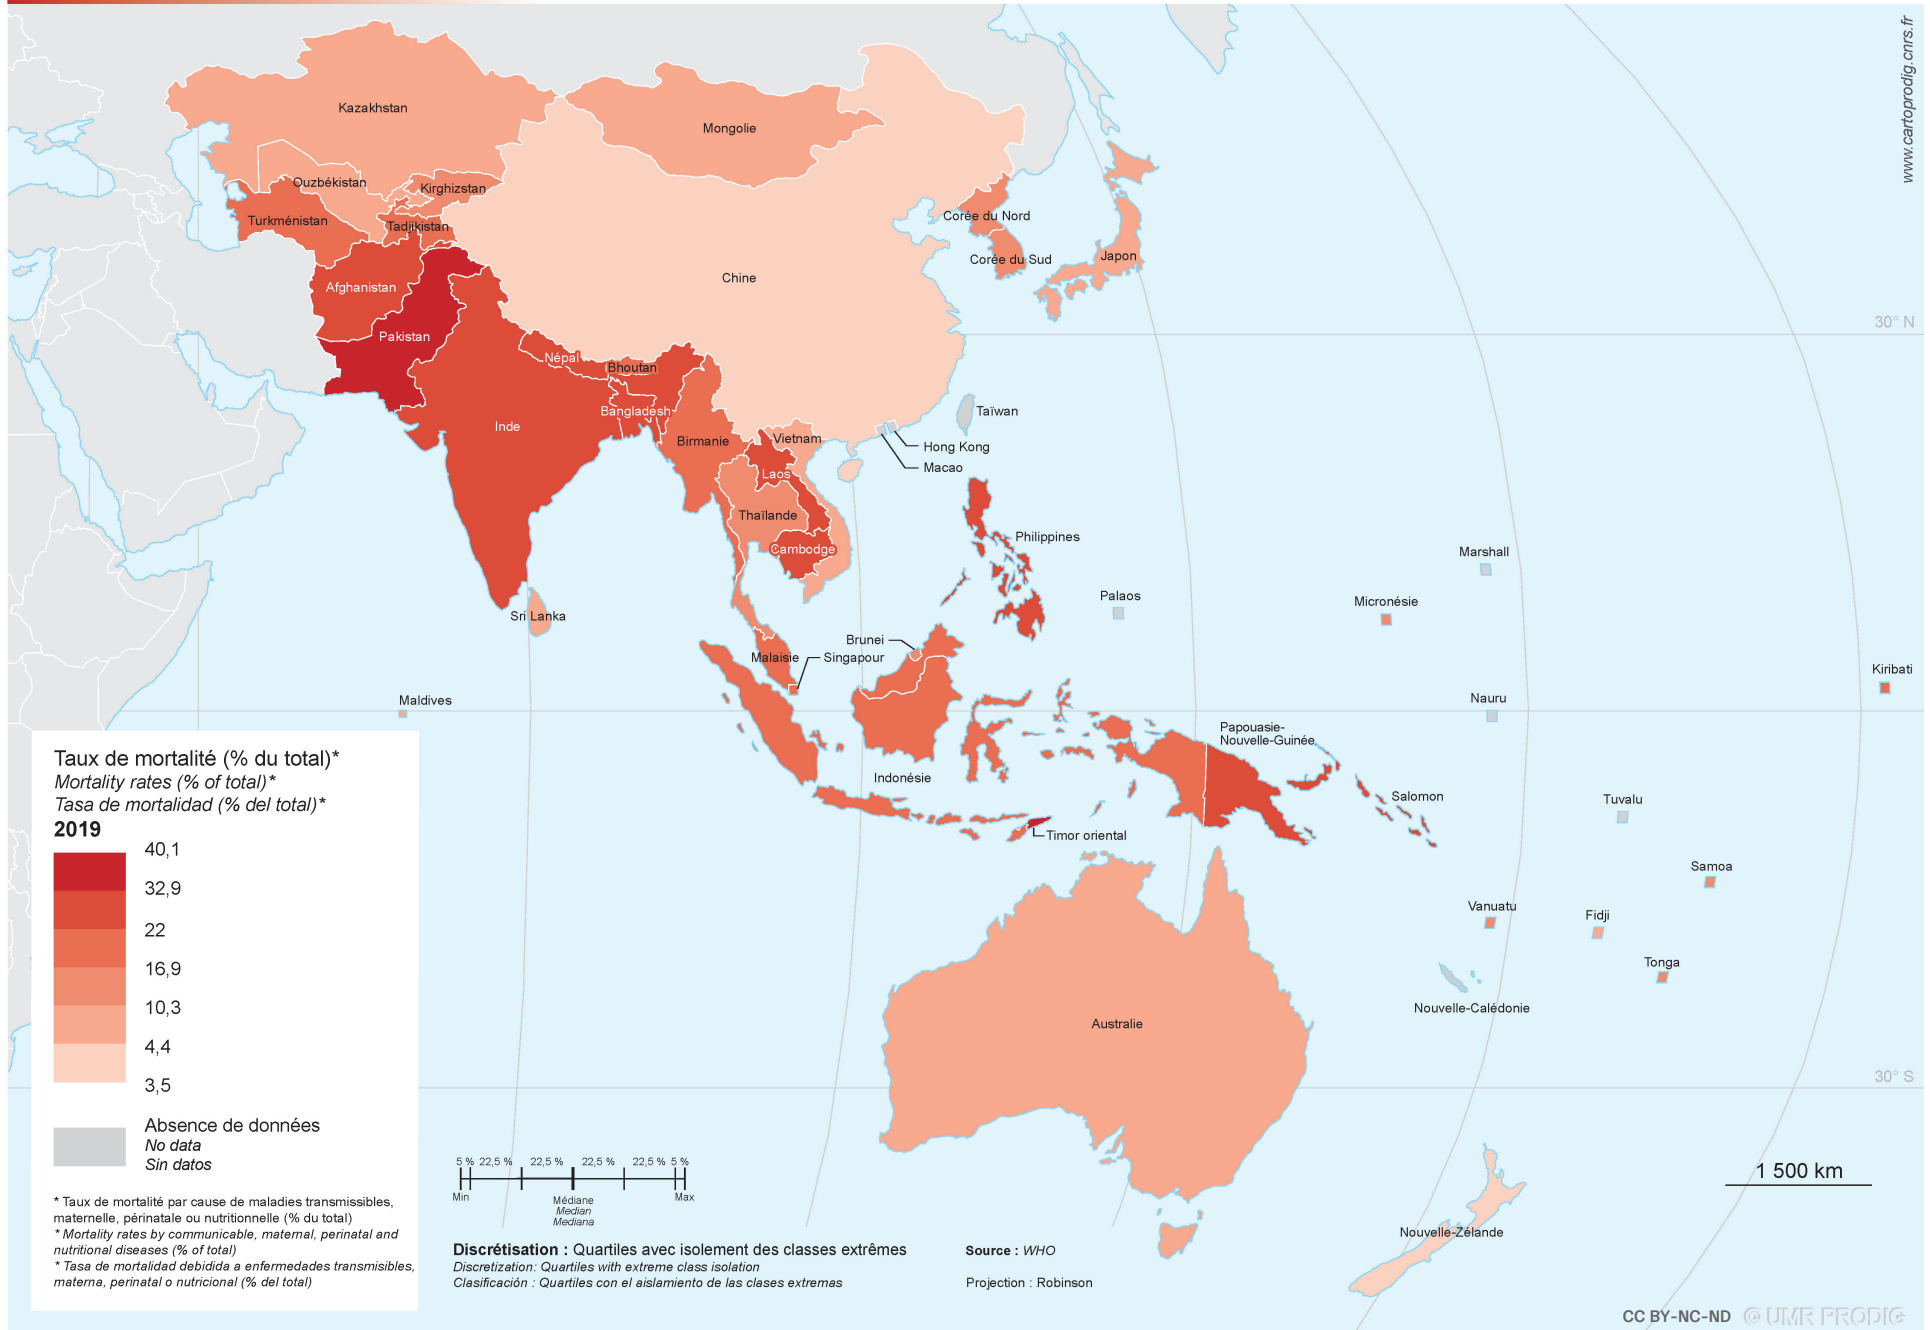 www.cartoprodig.cnrs.fr
Kazakhstan
Mongolie
Ouzbékistan
Kirghizstan
Turkménistan
Tadjikistan
Corée du Nord
Corée du Sud
Japon
Chine
Afghanistan
Pakistan
30° N
Népal
Bhoutan
Bangladesh
Inde
Birmanie
Vietnam
Taïwan
Hong Kong
Macao
Laos
Thaïlande
Cambodge
Philippines
Marshall
Palaos
Micronésie
Sri Lanka
Brunei
Malaisie
Singapour
Kiribati
Maldives
Nauru
Papouasie-
Nouvelle-Guinée
Indonésie
Salomon
Tuvalu
Timor oriental
Samoa
Vanuatu
Fidji
Tonga
Nouvelle-Calédonie
Australie
30° S
Nouvelle-Zélande
Taux de mortalité (% du total)*
Mortality rates (% of total)*
Tasa de mortalidad (% del total)*
2019
40,1
32,9
22
16,9
10,3
4,4
3,5
Absence de données
No data
Sin datos
* Taux de mortalité par cause de maladies transmissibles,
maternelle, périnatale ou nutritionnelle (% du total)
* Mortality rates by communicable, maternal, perinatal and
nutritional diseases (% of total)
* Tasa de mortalidad debidida a enfermedades transmisibles,
materna, perinatal o nutricional (% del total)
5 % 22,5 % 22,5 % 22,5 % 22,5 % 5 %
Min Médiane Max
Median
Mediana
Discrétisation : Quartiles avec isolement des classes extrêmes
Discretization: Quartiles with extreme class isolation
Clasificación : Quartiles con el aislamiento de las clases extremas
Source : WHO
Projection : Robinson
1 500 km
CC BY-NC-ND © UMR PRODIG